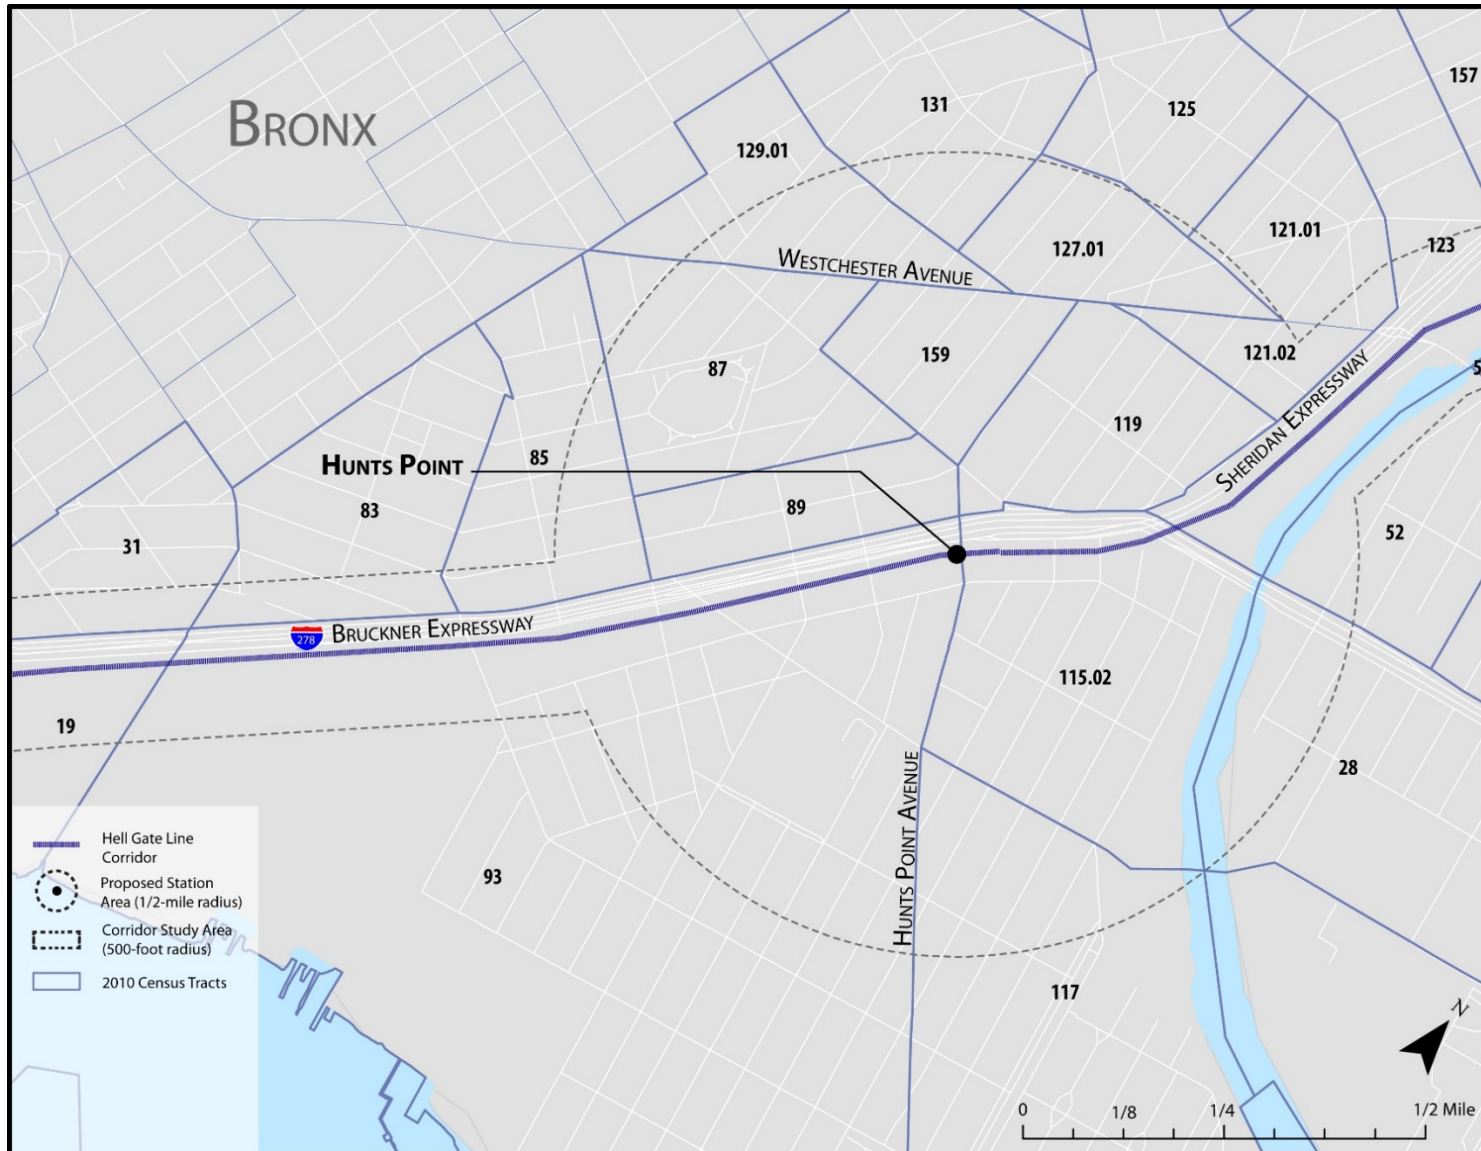 157
131
125
BRONX
129.01
121.01
127.01
123
WESTCHESTER AVENUE
159
121.02
87
119
SHERIDAN EXPRESSWAY
85
HUNTS POINT
83
89
52
31
278
BRUCKNER EXPRESSWAY
115.02
19
28
HUNTS POINT AVENUE
93
117
Hell Gate Line
Corridor
Proposed Station
Area (1/2-mile radius)
Corridor Study Area
(500-foot radius)
2010 Census Tracts
N
0 1/8 1/4 1/2 Mile